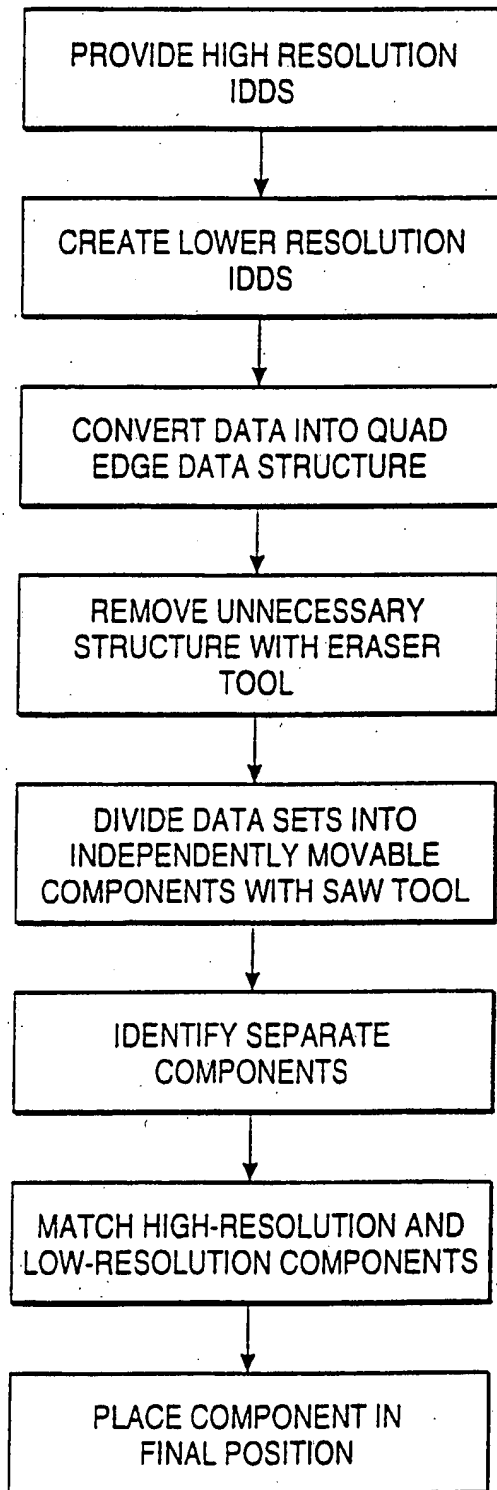 PROVIDE HIGH RESOLUTION
IDDS
CREATE LOWER RESOLUTION
IDDS
CONVERT DATA INTO QUAD
EDGE DATA STRUCTURE
REMOVE UNNECESSARY
STRUCTURE WITH ERASER
TOOL
DIVIDE DATA SETS INTO
INDEPENDENTLY MOVABLE
COMPONENTS WITH SAW TOOL
IDENTIFY SEPARATE
COMPONENTS
MATCH HIGH-RESOLUTION AND
LOW-RESOLUTION COMPONENTS
PLACE COMPONENT IN
FINAL POSITION